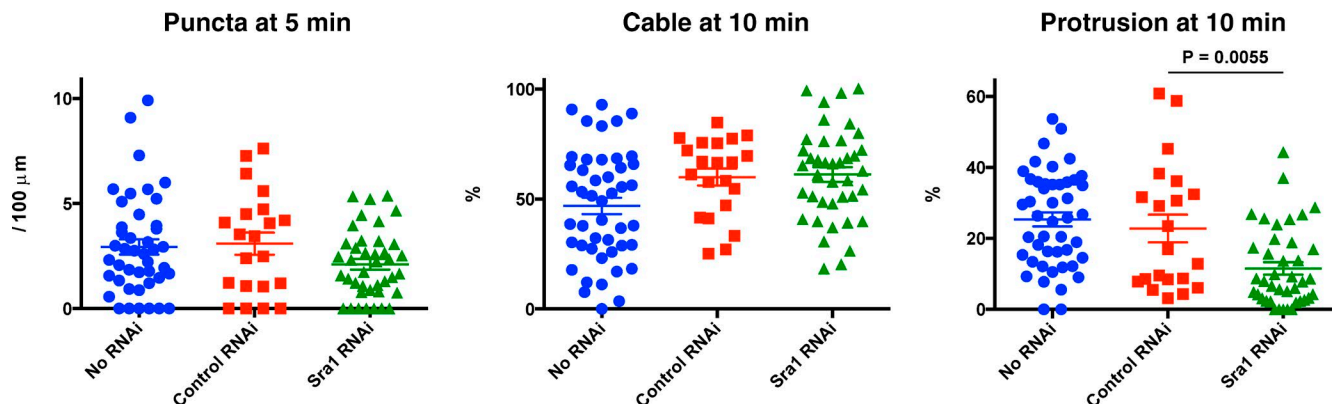 Puncta at 5 min
/ 100 μm
10
5
0
No RNAi
Control RNAi
Sra1 RNAi
Cable at 10 min
%
100
50
0
No RNAi
Control RNAi
Sra1 RNAi
Protrusion at 10 min
P = 0.0055
%
60
40
20
0
No RNAi
Control RNAi
Sra1 RNAi